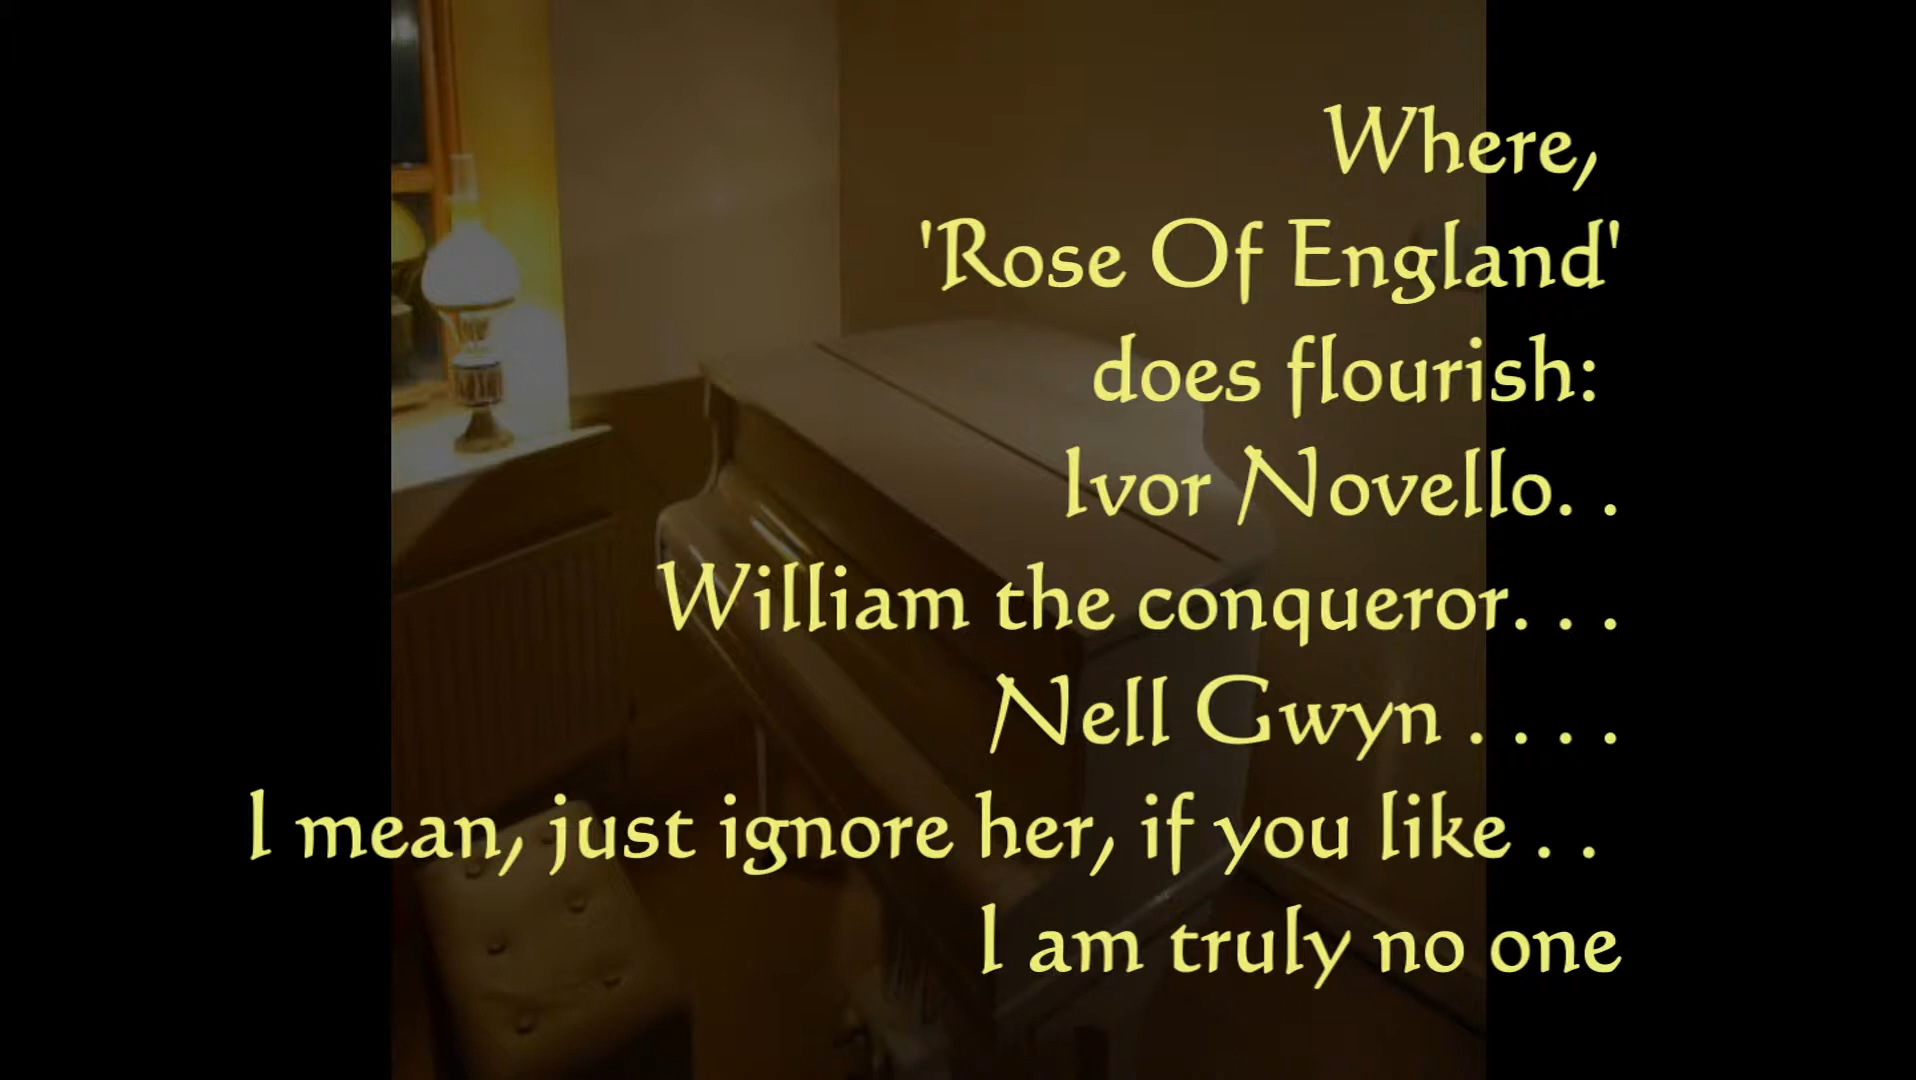 Where,
'Rose Of England'
does flourish:
Ivor Novello. .
William the conqueror. . .
Nell Gwyn . . . .
I mean, just ignore her, if you like . .
I am truly no one